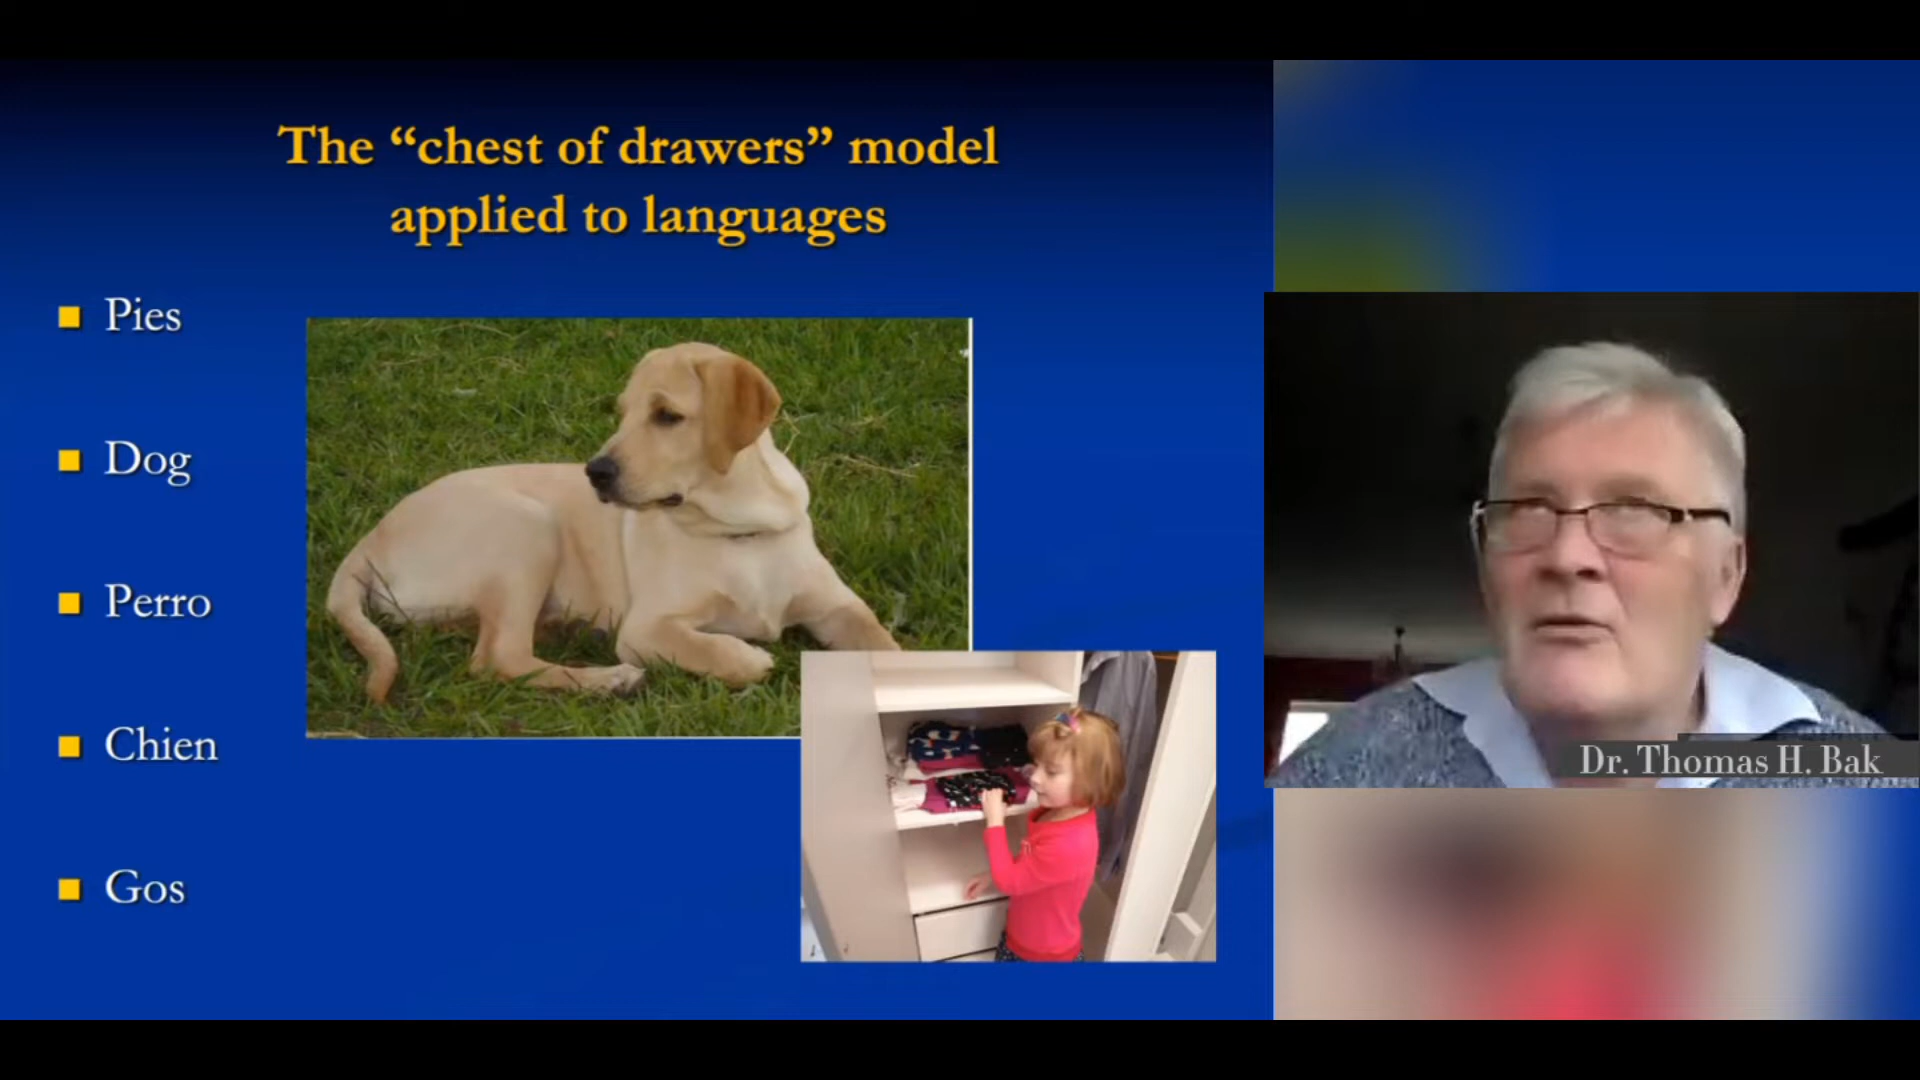 The “chest of drawers” model
applied to languages
Pies
Dog
Perro
Chien
Gos
Dr. Thomas H. Bak